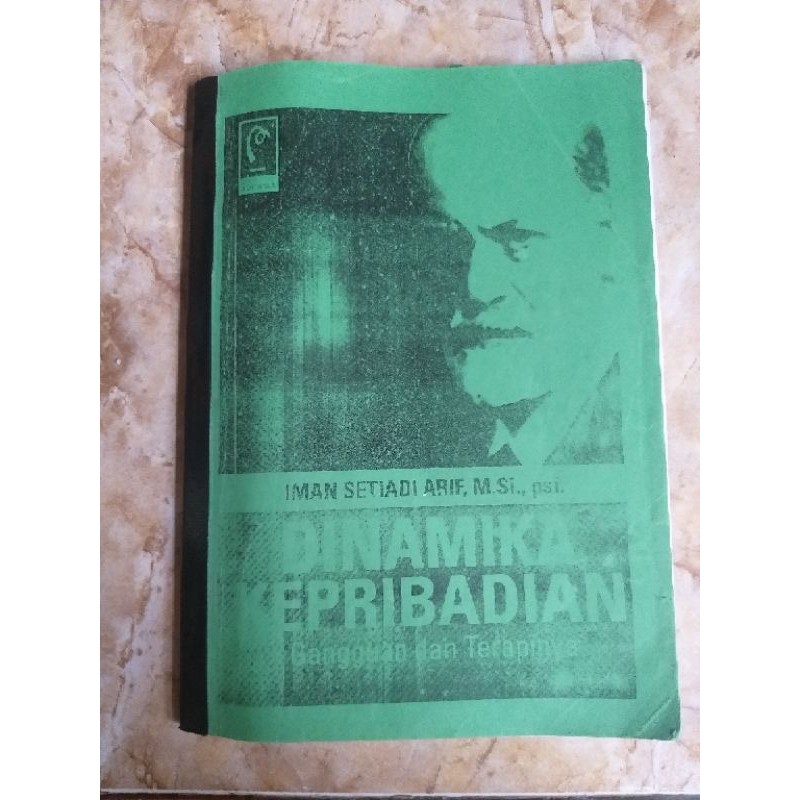 IMAN SETIADI ARIF, M.Si., psi.
DINAMIKA
KEPRIBADIAN
Gangguan dan Terapinya